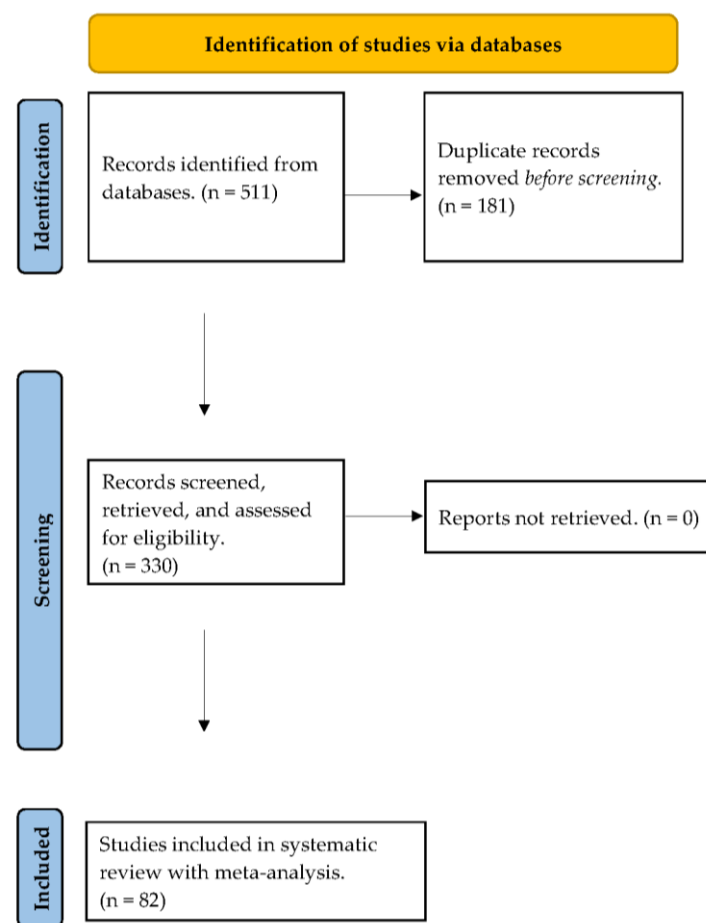 Identification of studies via databases
Identification
Records identified from
databases. (n = 511)
Duplicate records
removed before screening.
(n = 181)
Screening
Records screened,
retrieved, and assessed
for eligibility.
(n = 330)
Reports not retrieved. (n = 0)
Included
Studies included in systematic
review with meta-analysis.
(n = 82)